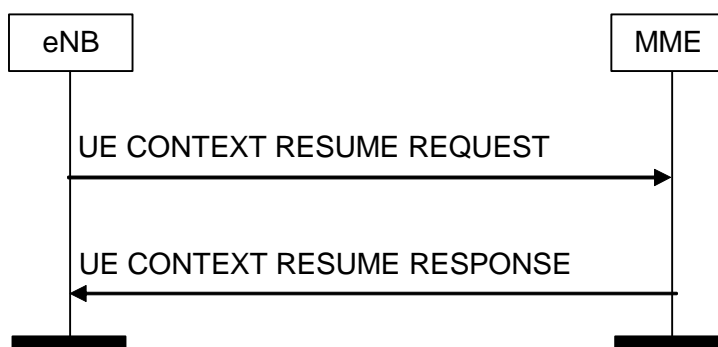 eNB
MME
UE CONTEXT RESUME REQUEST
UE CONTEXT RESUME RESPONSE